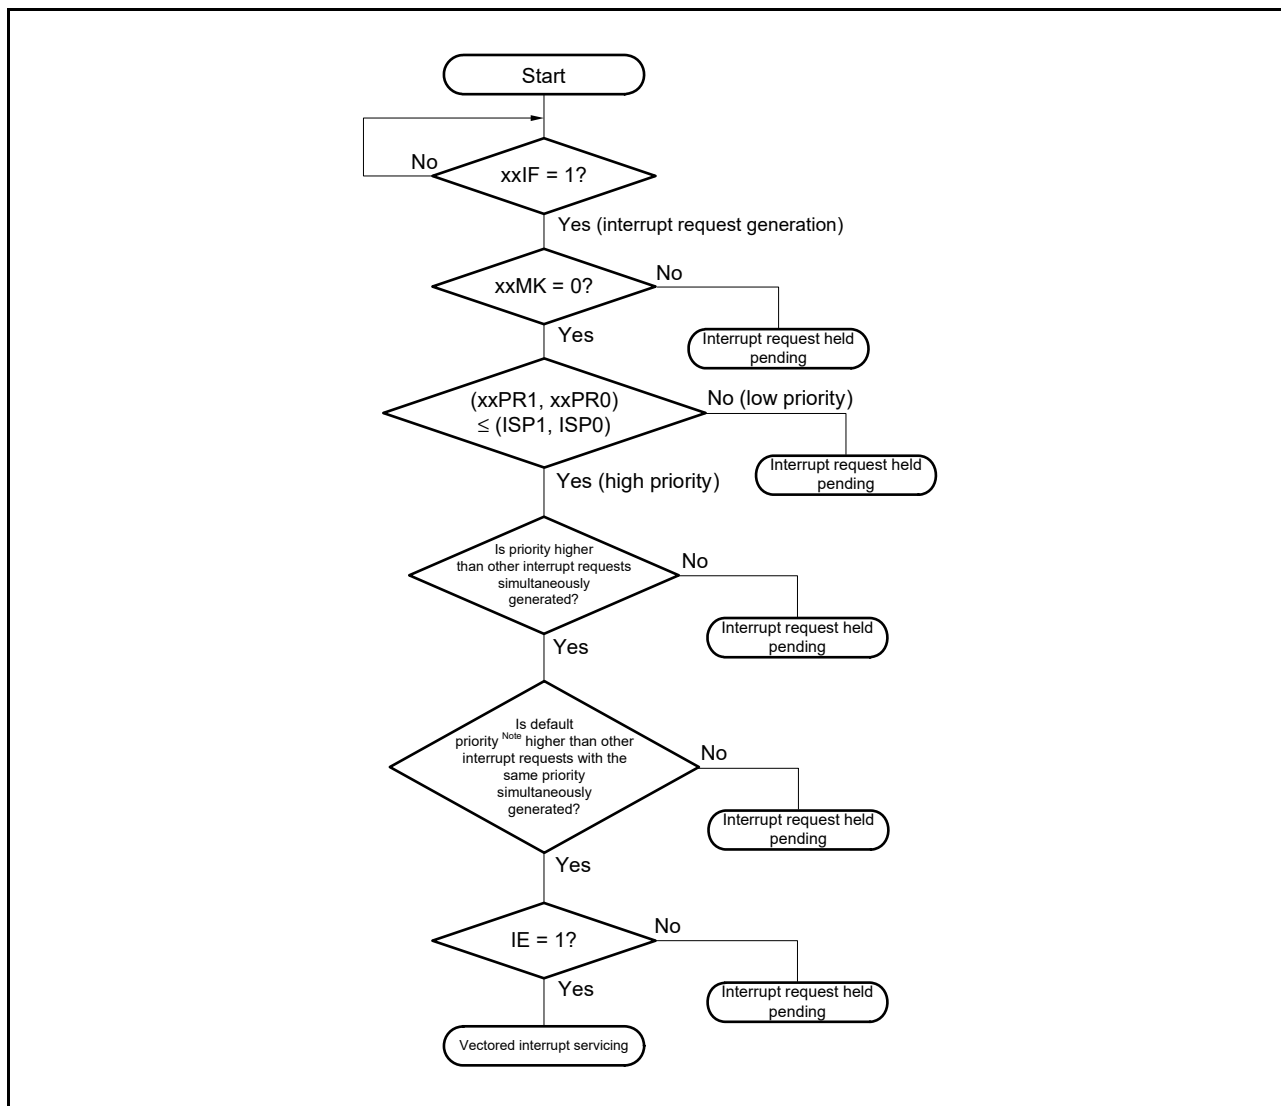 Start
No
xxIF = 1?
Yes (interrupt request generation)
No
xxMK = 0?
Yes
Interrupt request held
pending
No (low priority)
(xxPR1, xxPR0)
≤ (ISP1, ISP0)
Interrupt request held
pending
Yes (high priority)
Is priority higher
than other interrupt requests
simultaneously
generated?
No
Interrupt request held
pending
Yes
Is default
priority Note higher than other
interrupt requests with the
same priority
simultaneously
generated?
No
Interrupt request held
pending
Yes
IE = 1?
No
Yes
Interrupt request held
pending
Vectored interrupt servicing